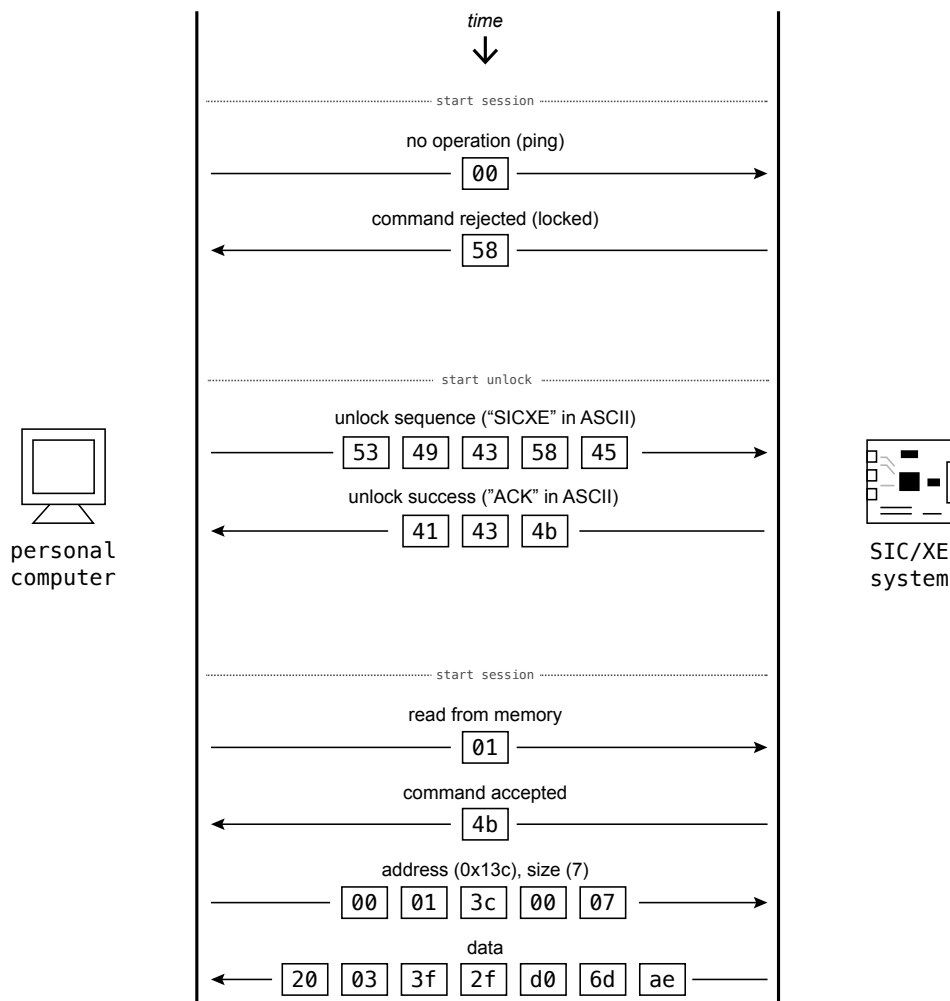 time
start session
no operation (ping)
00
command rejected (locked)
58
start unlock
unlock sequence (“SICXE” in ASCII)
53 49 43 58 45
unlock success (”ACK” in ASCII)
41 43 4b
personal
computer
SIC/XE
system
start session
read from memory
01
command accepted
4b
address (0x13c), size (7)
00 01 3c 00 07
data
20 03 3f 2f d0 6d ae